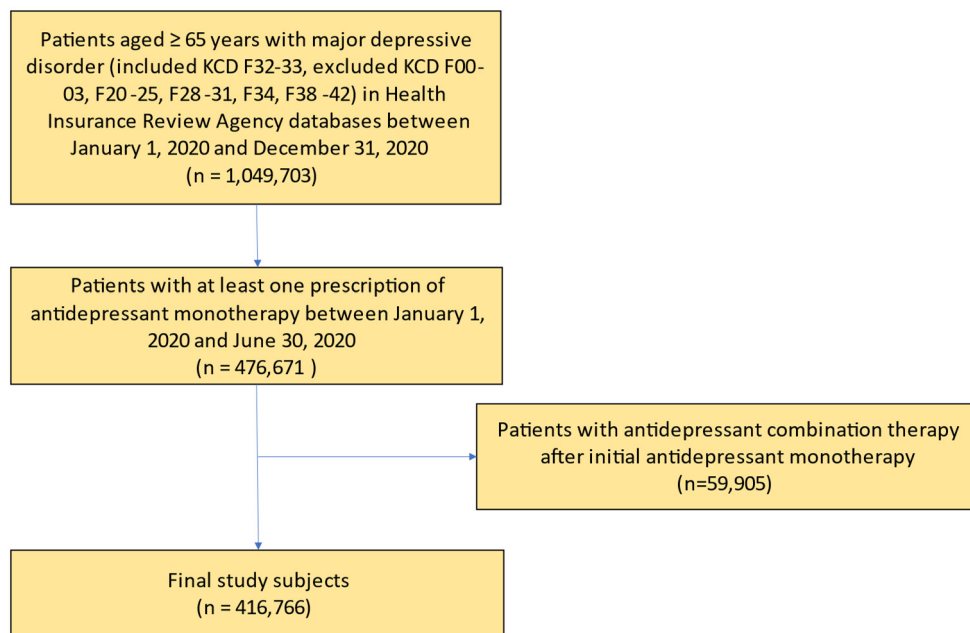 Patients aged ≥ 65 years with major depressive
disorder (included KCD F32-33, excluded KCD F00-
03, F20 -25, F28 -31, F34, F38 -42) in Health
Insurance Review Agency databases between
January 1, 2020 and December 31, 2020
(n = 1,049,703)
Patients with at least one prescription of
antidepressant monotherapy between January 1,
2020 and June 30, 2020
(n = 476,671 )
Patients with antidepressant combination therapy
after initial antidepressant monotherapy
(n=59,905)
Final study subjects
(n = 416,766)